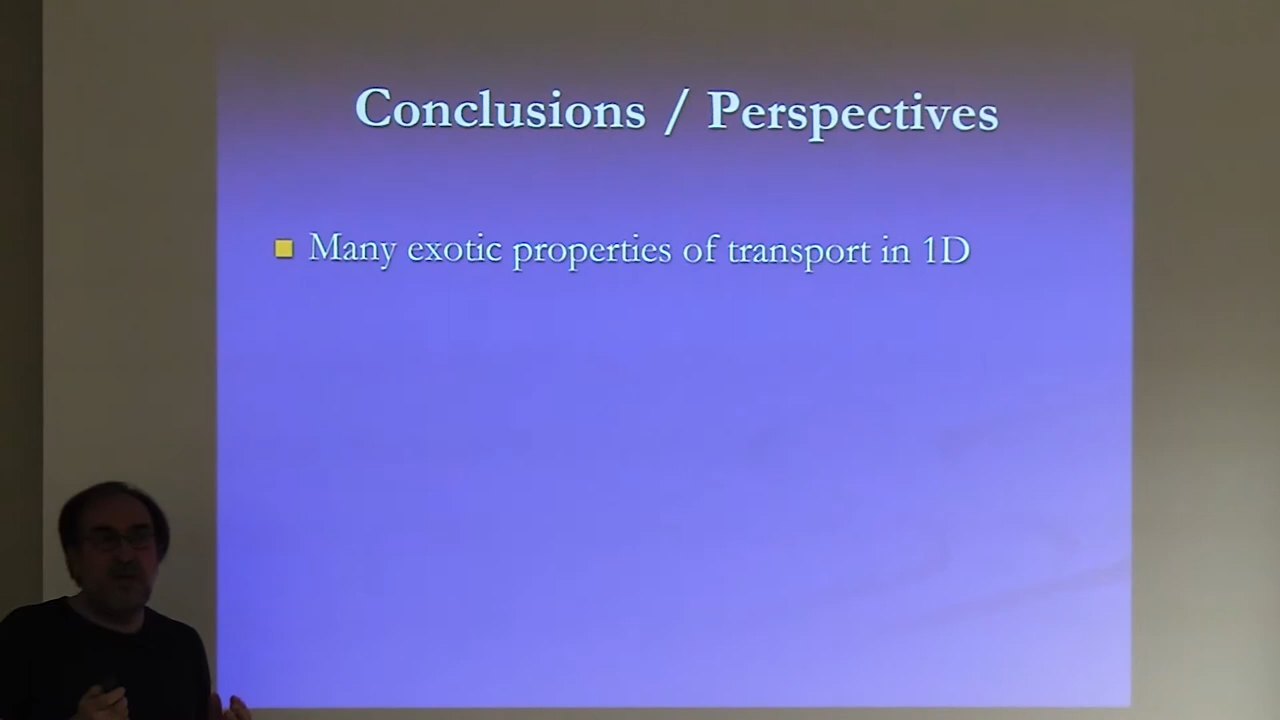 Conclusions / Perspectives
Many exotic properties of transport in 1D